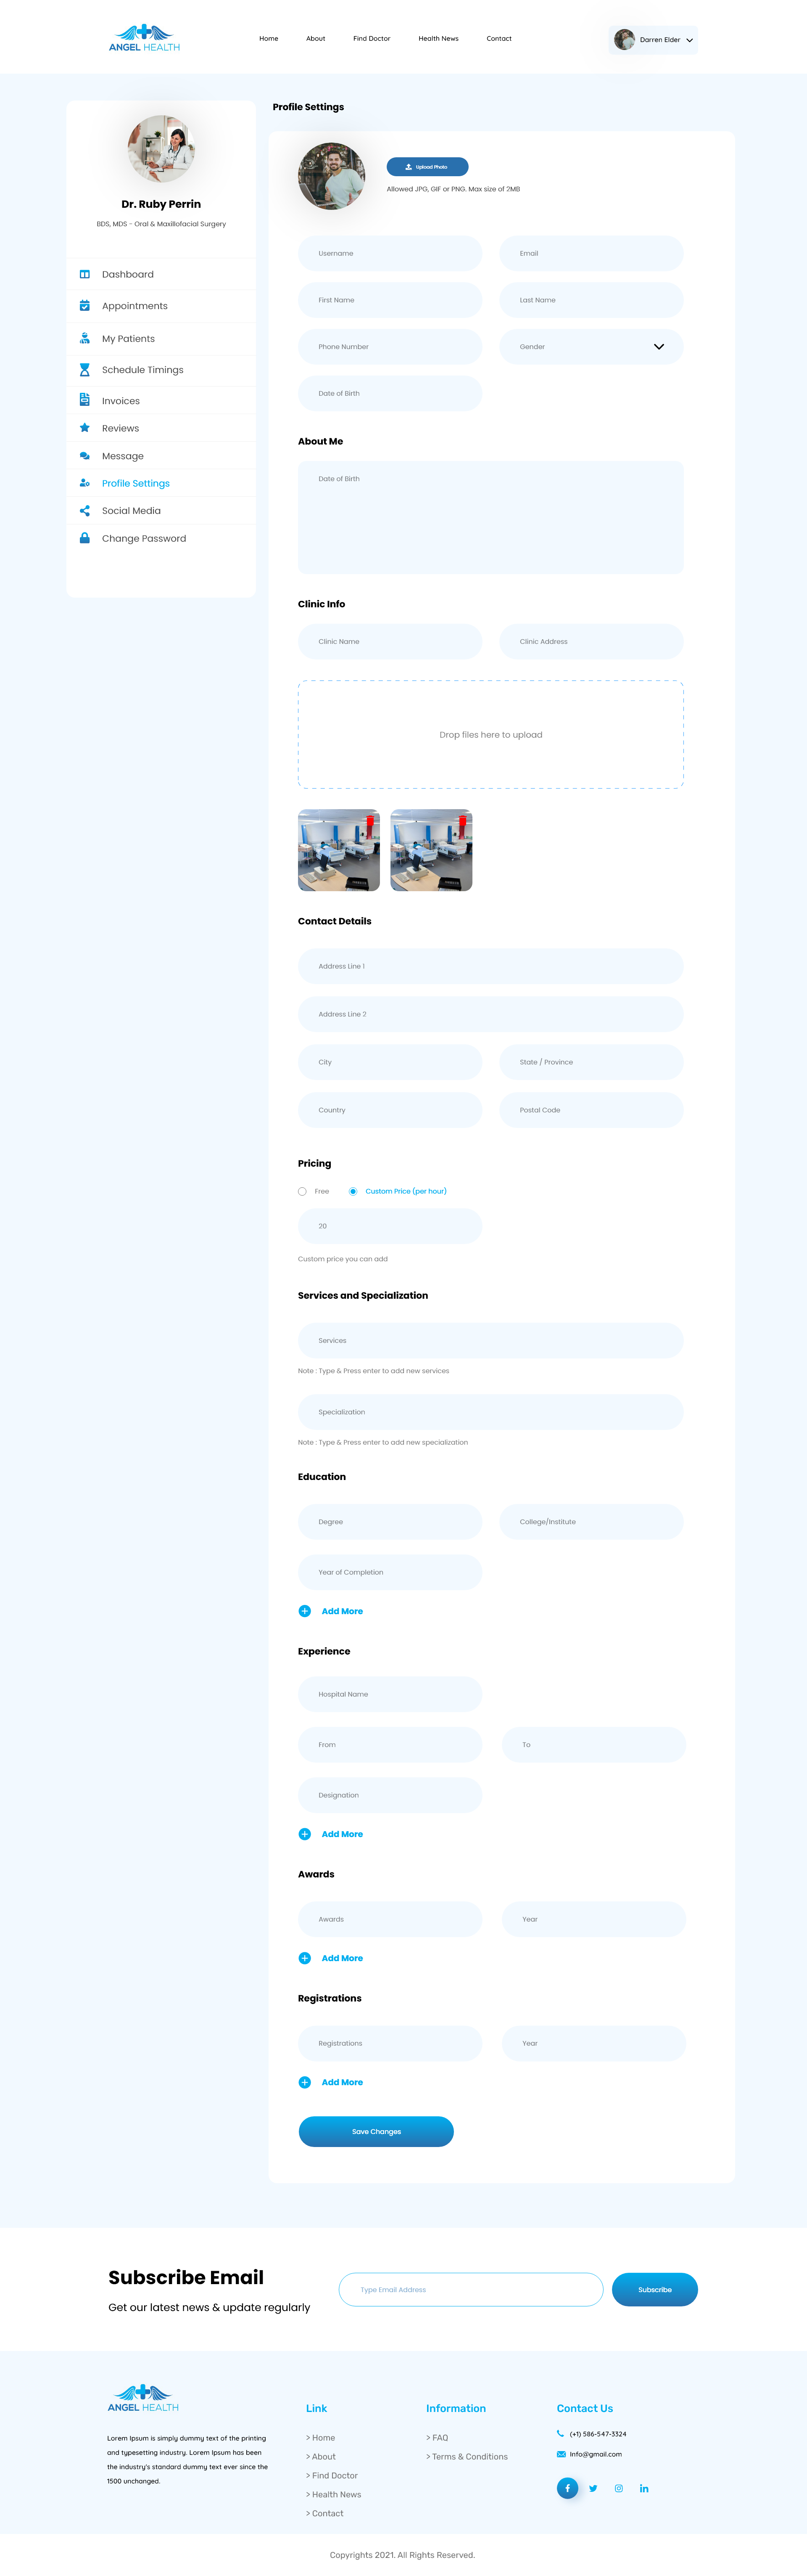 ANGEL HEALTH
Home About Find Doctor Health News Contact
Darren Elder
Dr. Ruby Perrin
BDS, MDS - Oral & Maxillofacial Surgery
Dashboard
Appointments
My Patients
Schedule Timings
Invoices
Reviews
Message
Profile Settings
Social Media
Change Password
Profile Settings
Upload Photo
Allowed JPG, GIF or PNG. Max size of 2MB
Username Email
First Name Last Name
Phone Number Gender
Date of Birth
About Me
Date of Birth
Clinic Info
Clinic Name Clinic Address
Drop files here to upload
Contact Details
Address Line 1
Address Line 2
City State / Province
Country Postal Code
Pricing
Free Custom Price (per hour)
20
Custom price you can add
Services and Specialization
Services
Note : Type & Press enter to add new services
Specialization
Note : Type & Press enter to add new specialization
Education
Degree College/Institute
Year of Completion
Add More
Experience
Hospital Name
From To
Designation
Add More
Awards
Awards Year
Add More
Registrations
Registrations Year
Add More
Save Changes
Subscribe Email
Get our latest news & update regularly
Type Email Address
Subscribe
ANGEL HEALTH
Lorem Ipsum is simply dummy text of the printing
and typesetting industry. Lorem Ipsum has been
the industry's standard dummy text ever since the
1500 unchanged.
Link
> Home
> About
> Find Doctor
> Health News
> Contact
Information
> FAQ
> Terms & Conditions
Contact Us
(+1) 586-547-3324
Info@gmail.com
Copyrights 2021. All Rights Reserved.